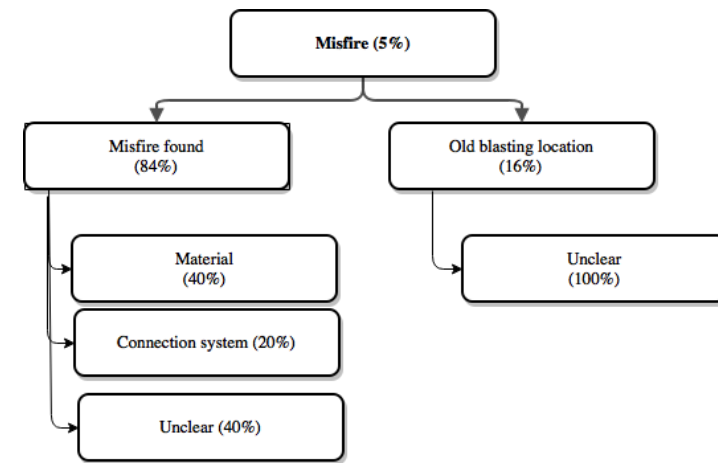 Misfire (5%)
Misfire found
(84%)
Old blasting location
(16%)
Material
(40%)
Unclear
(100%)
Connection system (20%)
Unclear (40%)